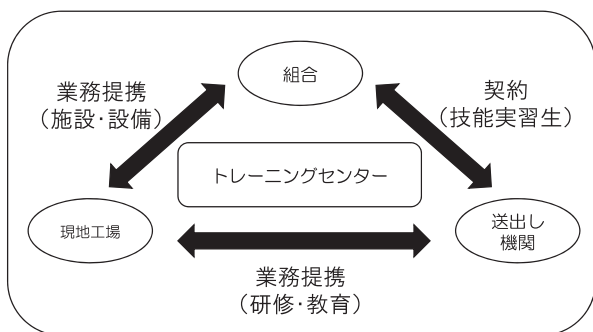 組合
業務提携
（施設・設備）
契約
（技能実習生）
トレーニングセンター
現地工場
送出し
機関
業務提携
（研修・教育）